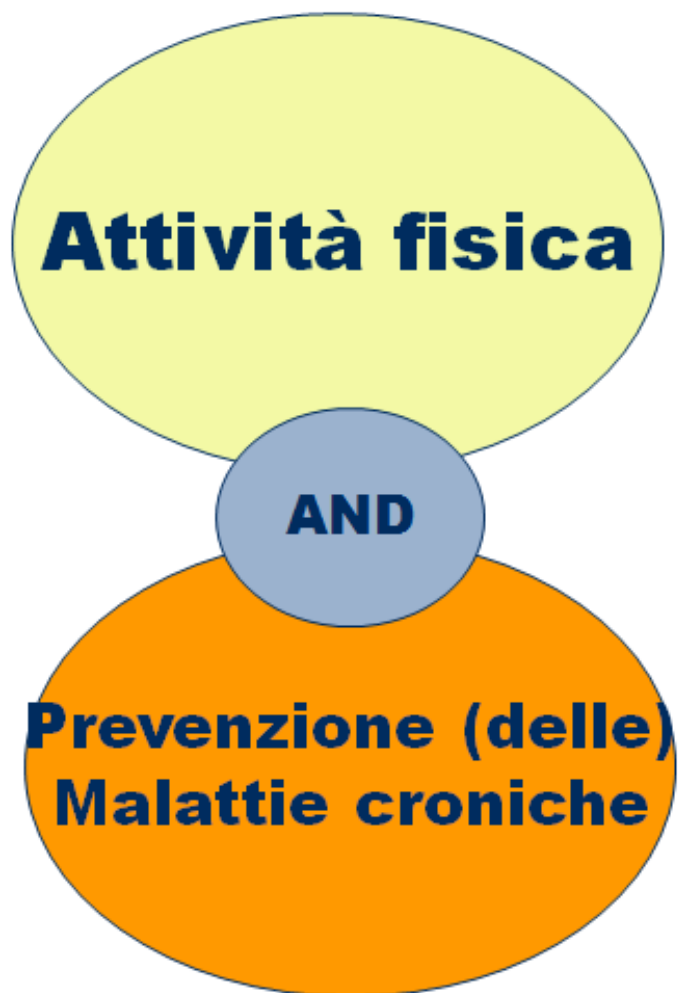 Attività fisica
AND
Prevenzione (delle)
Malattie croniche